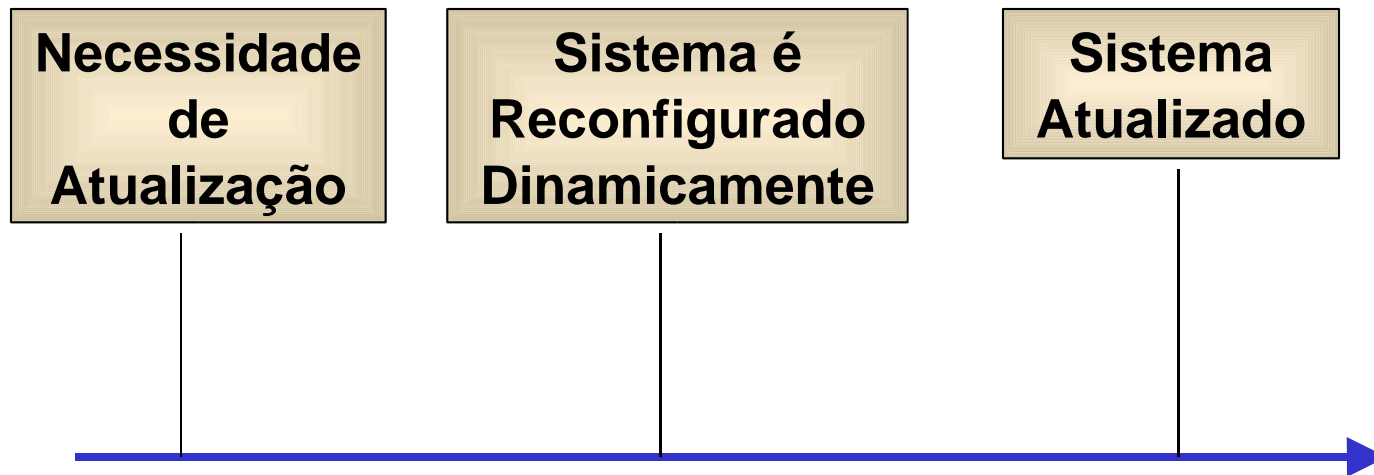 Necessidade
de
Atualização
Sistema é
Reconfigurado
Dinamicamente
Sistema
Atualizado